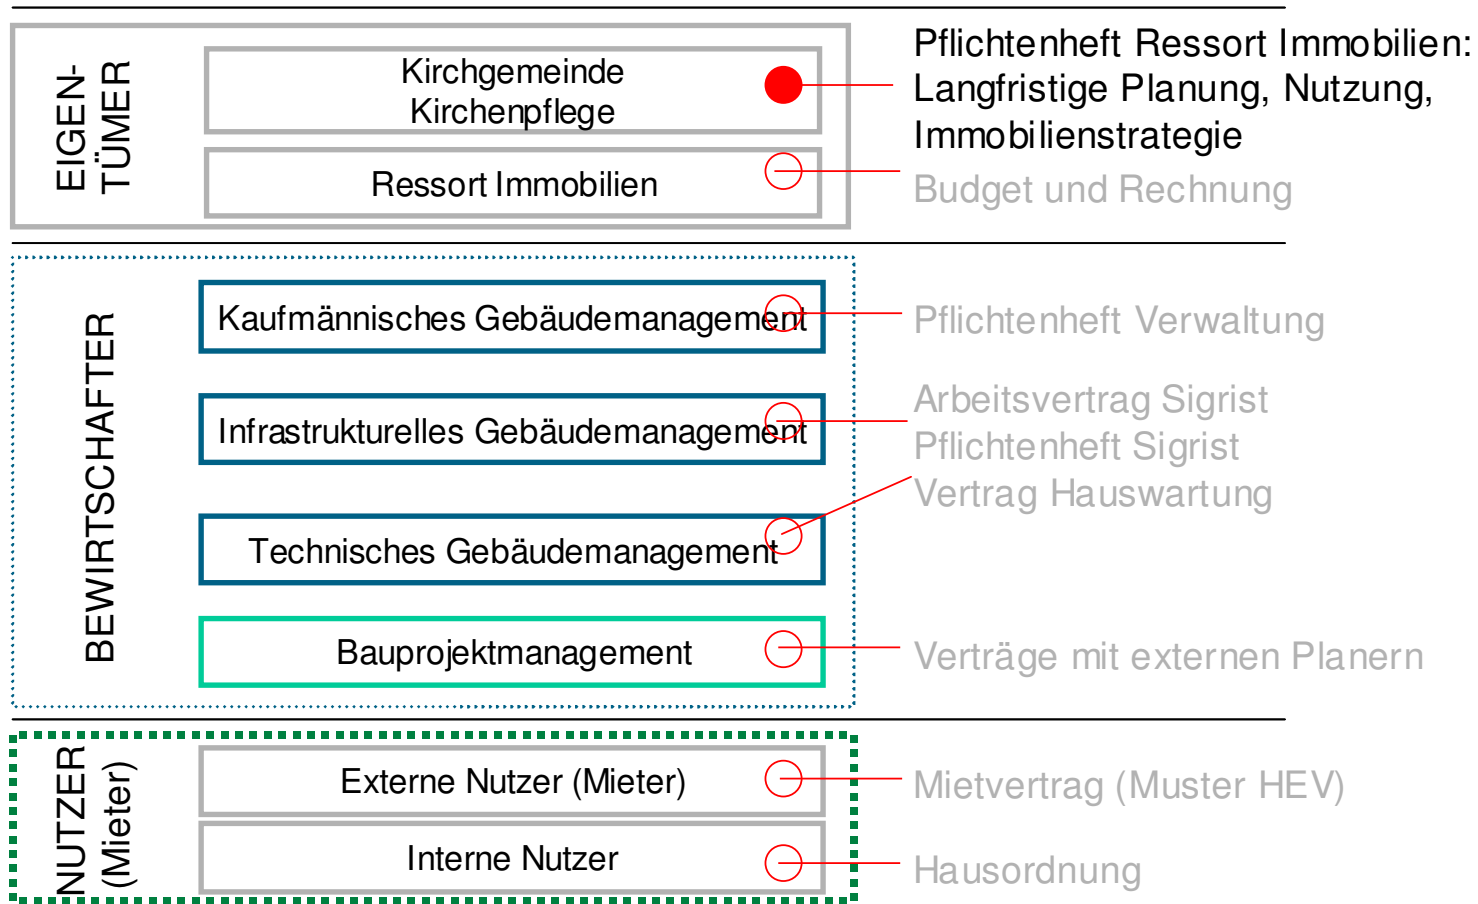 EIGEN-
TÜMER
Kirchgemeinde
Kirchenpflege
Ressort Immobilien
Pflichtenheft Ressort Immobilien:
Langfristige Planung, Nutzung,
Immobilienstrategie
Budget und Rechnung
BEWIRTSCHAFTER
Kaufmännisches Gebäudemanagement
Pflichtenheft Verwaltung
Infrastrukturelles Gebäudemanagement
Arbeitsvertrag Sigrist
Pflichtenheft Sigrist
Vertrag Hauswartung
Technisches Gebäudemanagement
Bauprojektmanagement
Verträge mit externen Planern
NUTZER
(Mieter)
Externe Nutzer (Mieter)
Mietvertrag (Muster HEV)
Interne Nutzer
Hausordnung